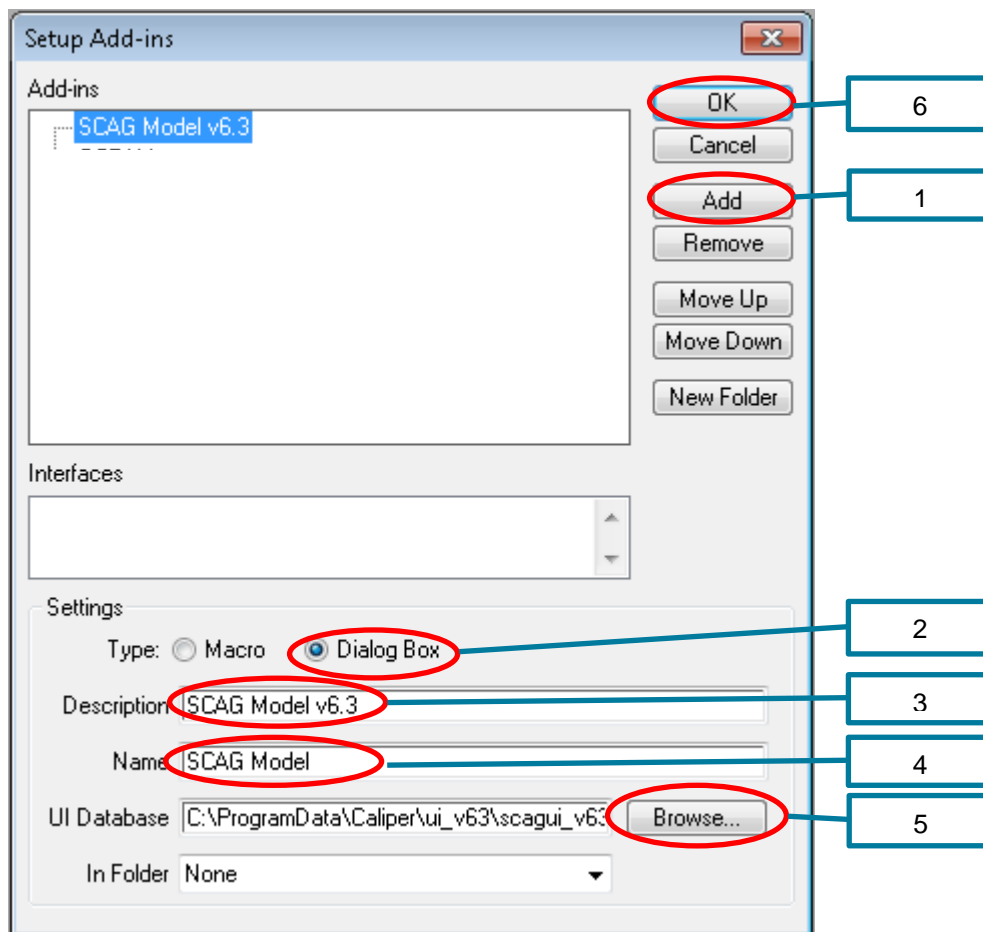 Setup Add-ins
Add-ins
SCAG Model v6.3
OK
6
Cancel
Add
1
Remove
Move Up
Move Down
New Folder
Interfaces
Settings
Type: Macro Dialog Box
2
Description SCAG Model v6.3
3
Name SCAG Model
4
UI Database C:\ProgramData\Caliper\ui_v63\scagui_v63 Browse...
5
In Folder None